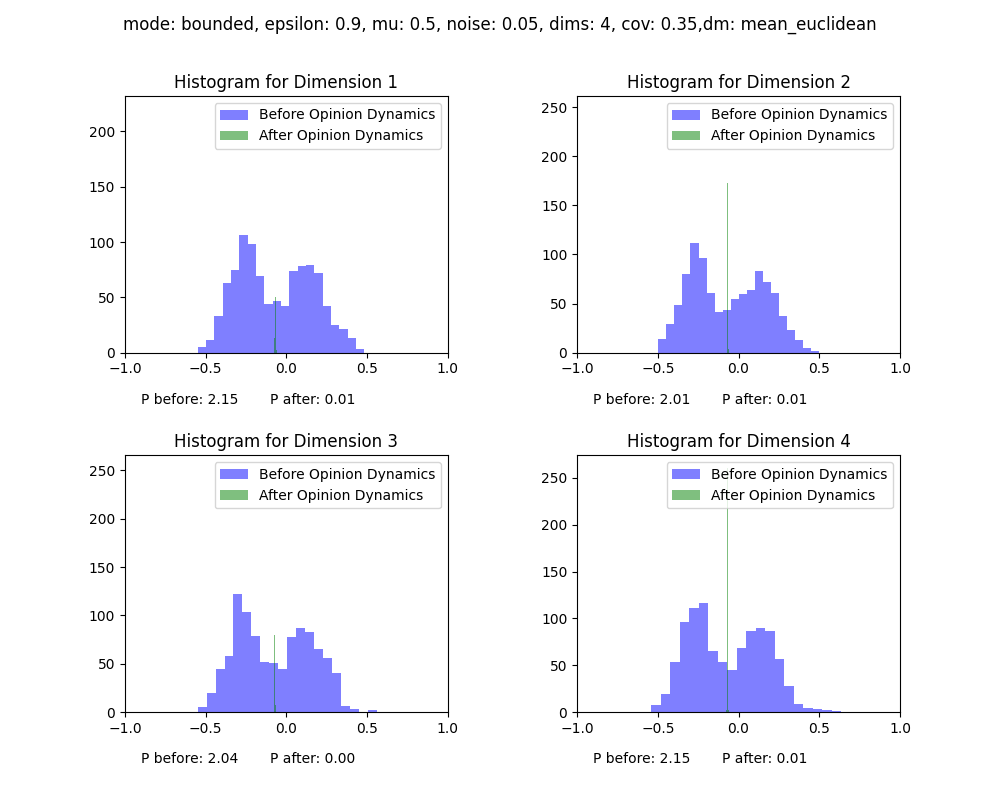 mode: bounded, epsilon: 0.9, mu: 0.5, noise: 0.05, dims: 4, cov: 0.35,dm: mean_euclidean
Histogram for Dimension 1
Before Opinion Dynamics
After Opinion Dynamics
200
150
100
50
0
−1.0 −0.5 0.0 0.5 1.0
P before: 2.15 P after: 0.01
Histogram for Dimension 2
Before Opinion Dynamics
After Opinion Dynamics
250
200
150
100
50
0
−1.0 −0.5 0.0 0.5 1.0
P before: 2.01 P after: 0.01
Histogram for Dimension 3
Before Opinion Dynamics
After Opinion Dynamics
250
200
150
100
50
0
−1.0 −0.5 0.0 0.5 1.0
P before: 2.04 P after: 0.00
Histogram for Dimension 4
Before Opinion Dynamics
After Opinion Dynamics
250
200
150
100
50
0
−1.0 −0.5 0.0 0.5 1.0
P before: 2.15 P after: 0.01